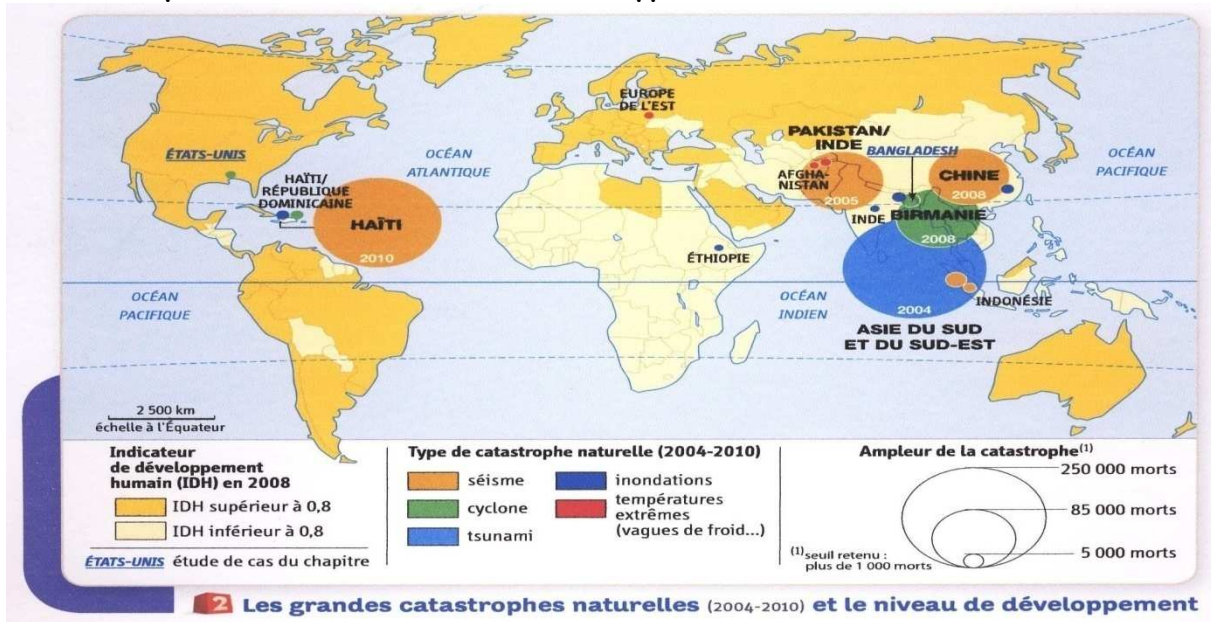 EUROPE
DE L'EST
PAKISTAN/
INDE
BANGLADESH
ÉTATS-UNIS
OCÉAN
ATLANTIQUE
OCÉAN
PACIFIQUE
HAÏTI/
RÉPUBLIQUE
DOMINICAINE
AFGHA-
NISTAN
CHINE
2005
2008
HAÏTI
INDE
BIRMANIE
2010
ÉTHIOPIE
2008
OCÉAN
PACIFIQUE
OCÉAN
INDIEN
2004
INDONÉSIE
ASIE DU SUD
ET DU SUD-EST
2 500 km
échelle à l'Équateur
Indicateur
de développement
humain (IDH) en 2008
IDH supérieur à 0,8
IDH inférieur à 0,8
ÉTATS-UNIS étude de cas du chapitre
Type de catastrophe naturelle (2004-2010)
séisme
cyclone
tsunami
inondations
températures
extrêmes
(vagues de froid...)
Ampleur de la catastrophe(1)
250 000 morts
85 000 morts
5 000 morts
(1)seuil retenu :
plus de 1 000 morts
2 Les grandes catastrophes naturelles (2004-2010) et le niveau de développement